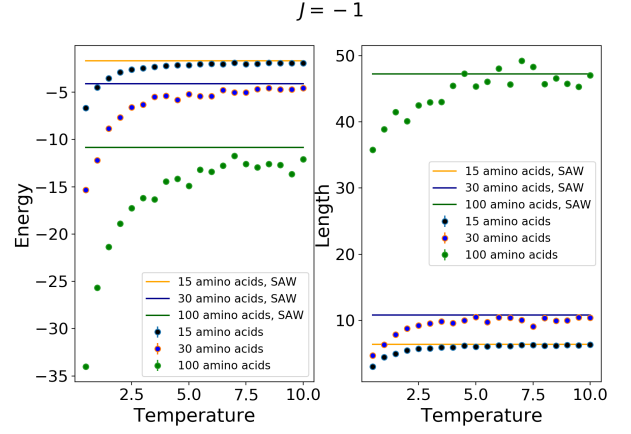 J = −1
Energy
−5
−10
−15
−20
−25
−30
−35
15 amino acids, SAW
30 amino acids, SAW
100 amino acids, SAW
15 amino acids
30 amino acids
100 amino acids
2.5 5.0 7.5 10.0
Temperature
Length
50
40
30
20
10
15 amino acids, SAW
30 amino acids, SAW
100 amino acids, SAW
15 amino acids
30 amino acids
100 amino acids
2.5 5.0 7.5 10.0
Temperature